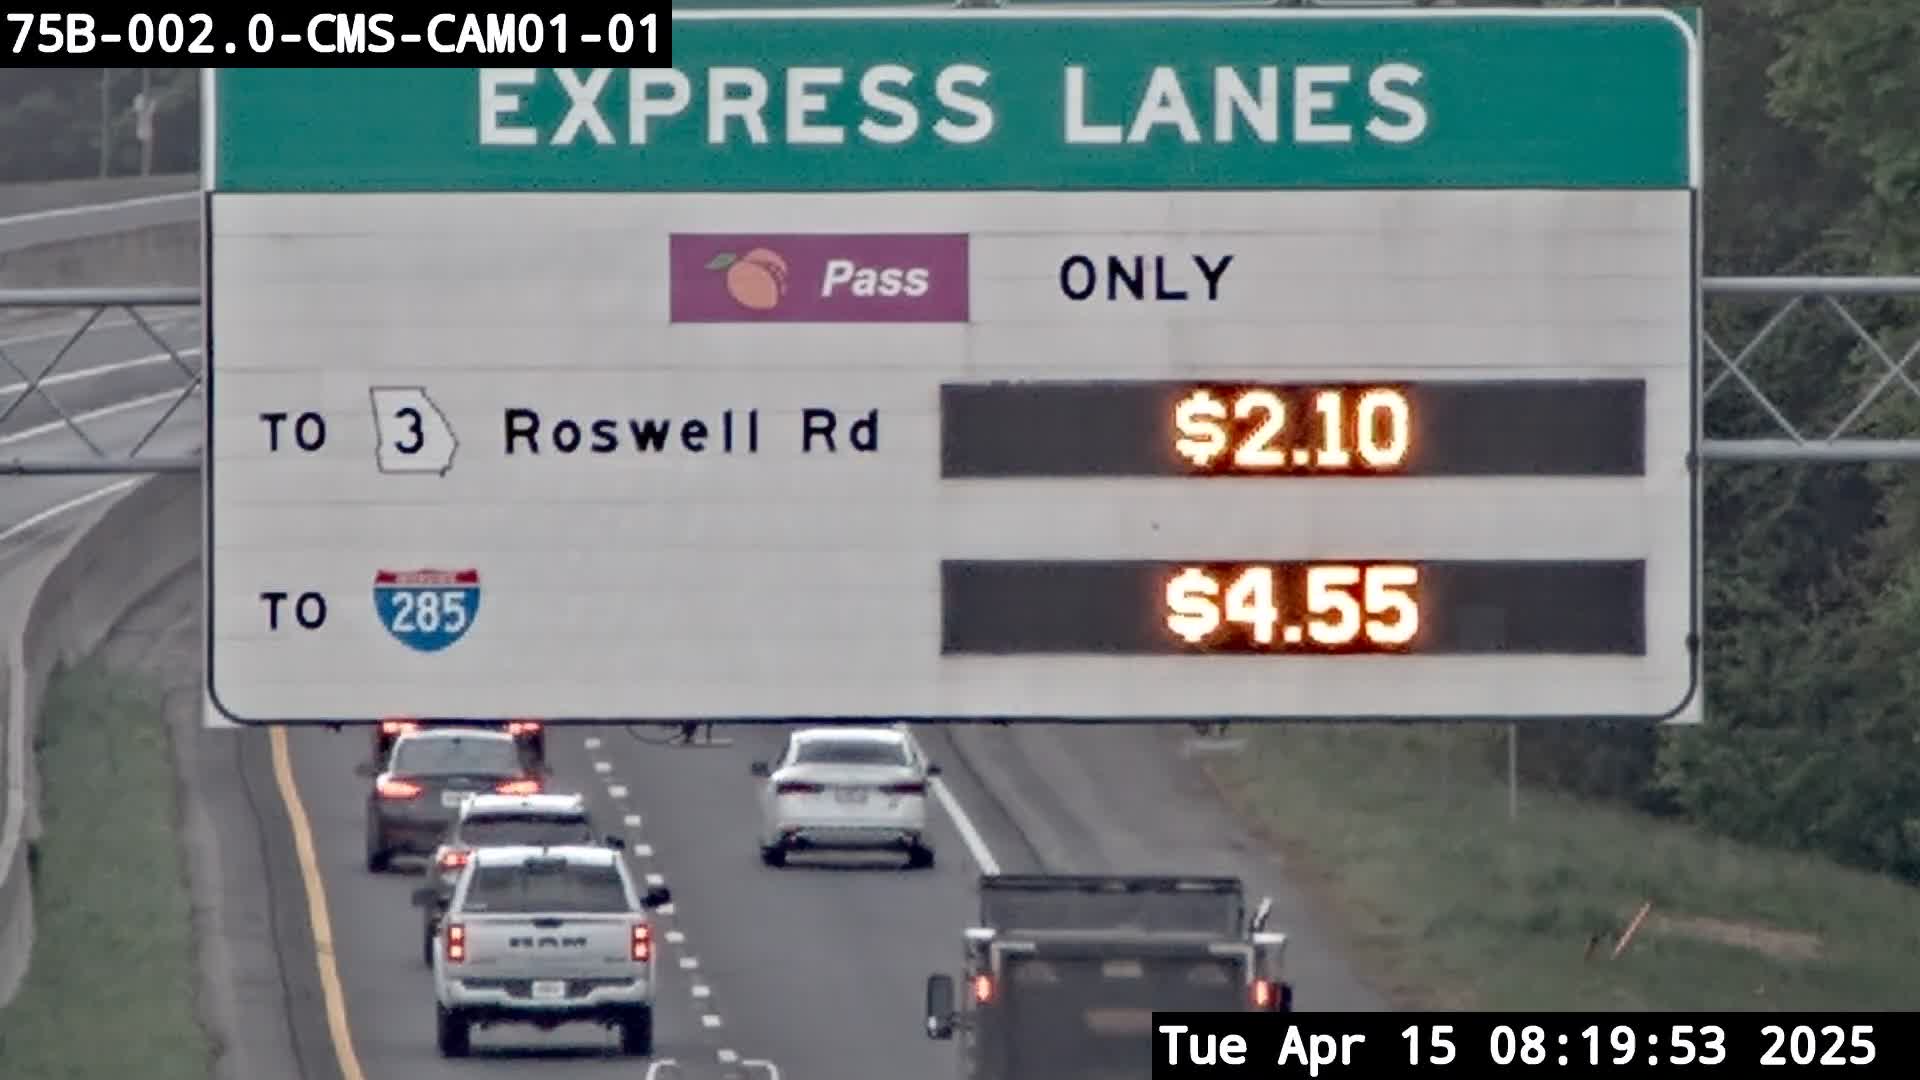 75B-002.0-CMS-CAM01-01
EXPRESS LANES
Pass ONLY
TO 3 Roswell Rd $2.10
TO 285 $4.55
RAM
Tue Apr 15 08:19:53 2025